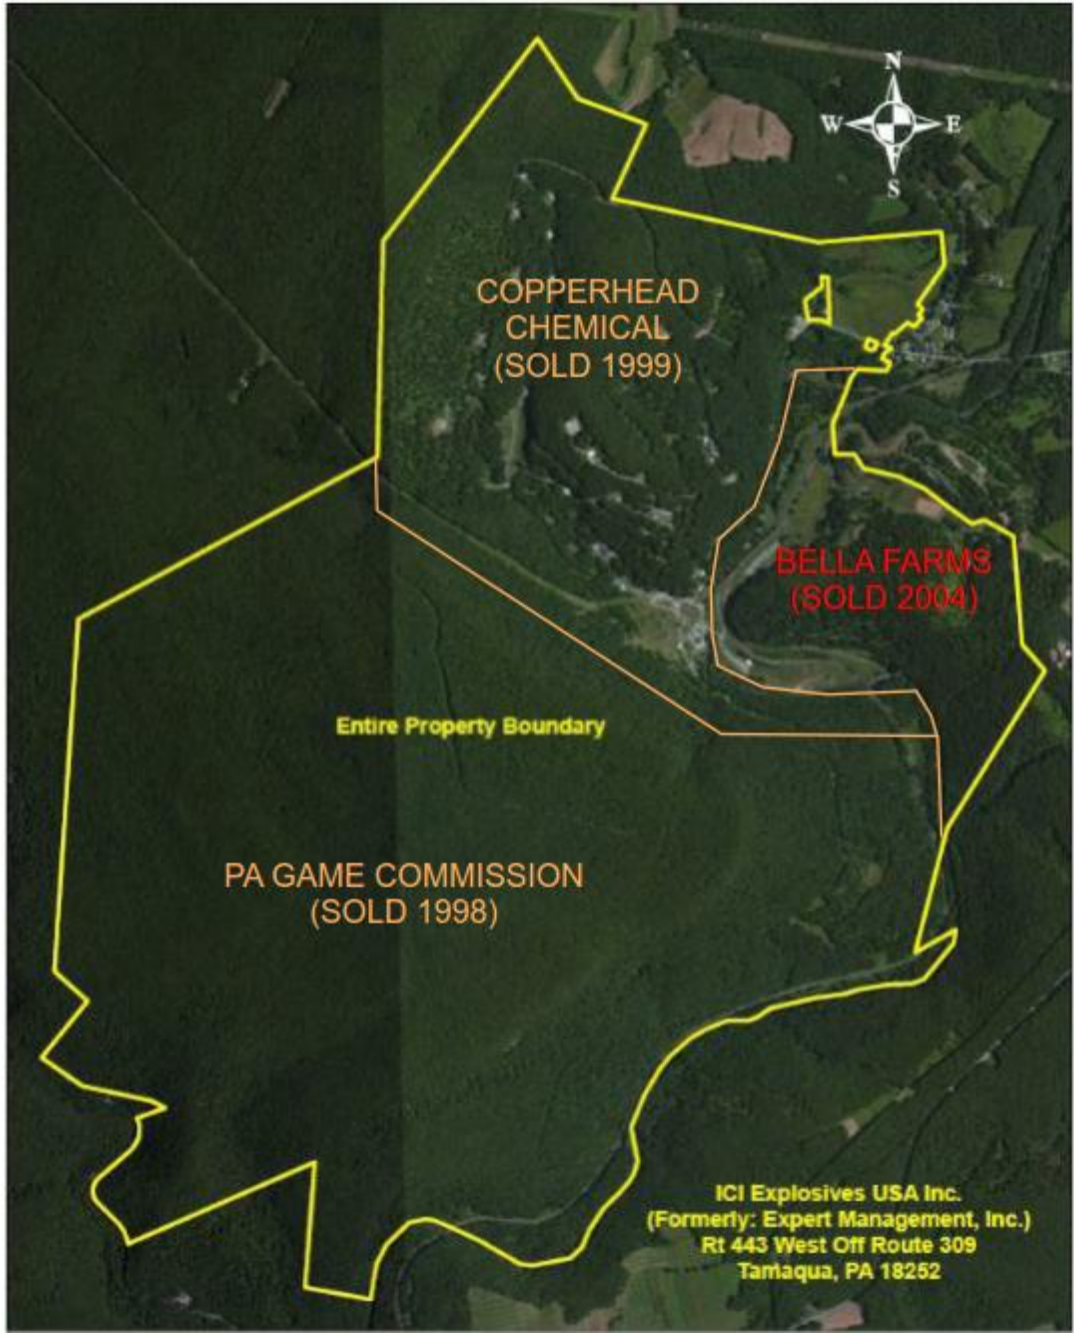 N
W E
S
COPPERHEAD
CHEMICAL
(SOLD 1999)
BELLA FARMS
(SOLD 2004)
Entire Property Boundary
PA GAME COMMISSION
(SOLD 1998)
ICI Explosives USA Inc.
(Formerly: Expert Management, Inc.)
Rt 443 West Off Route 309
Tamaqua, PA 18252